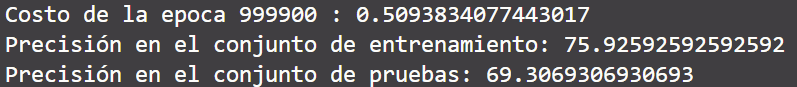 Costo de la epoca 999900 : 0.5093834077443017
Precisión en el conjunto de entrenamiento: 75.92592592592592
Precisión en el conjunto de pruebas: 69.3069306930693